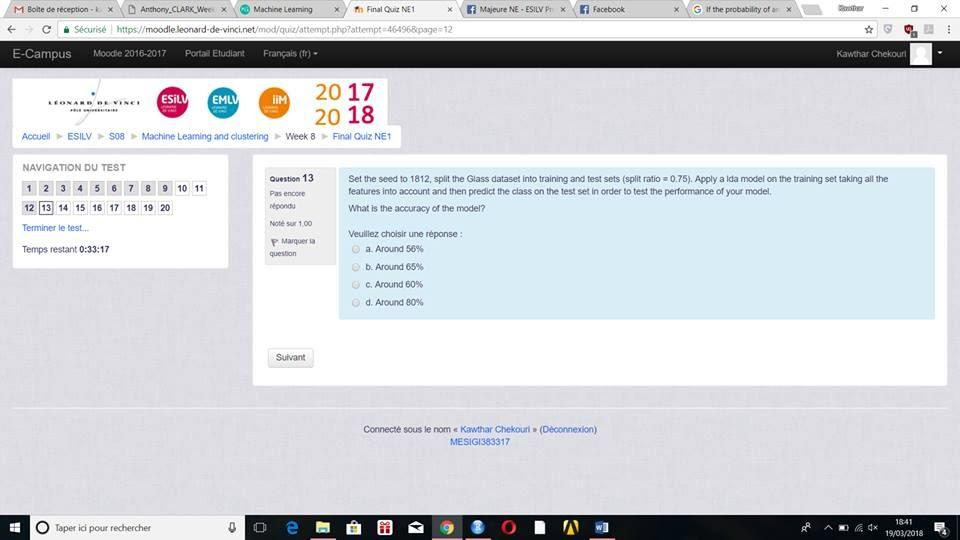 Boîte de réception - k
Anthony_CLARK_Week
Machine Learning
Final Quiz NE1
Majeure NE - ESILV Pr
Facebook
If the probability of an
Kawthar
Sécurisé https://moodle.leonard-de-vinci.net/mod/quiz/attempt.php?attempt=46496&page=12
E-Campus Moodle 2016-2017 Portail Etudiant Français (fr) Kawthar Chekouri
LÉONARD DE VINCI
PÔLE UNIVERSITAIRE
ESILV
EMLV
iiM
20 17
20 18
Accueil ESILV S08 Machine Learning and clustering Week 8 Final Quiz NE1
NAVIGATION DU TEST
1 2 3 4 5 6 7 8 9 10 11
12 13 14 15 16 17 18 19 20
Terminer le test...
Temps restant 0:33:17
Question 13
Pas encore
répondu
Noté sur 1,00
Marquer la
question
Set the seed to 1812, split the Glass dataset into training and test sets (split ratio = 0.75). Apply a lda model on the training set taking all the
features into account and then predict the class on the test set in order to test the performance of your model.
What is the accuracy of the model?
Veuillez choisir une réponse :
a. Around 56%
b. Around 65%
c. Around 60%
d. Around 80%
Suivant
Connecté sous le nom « Kawthar Chekouri » (Déconnexion)
MESIGI383317
Taper ici pour rechercher
18:41
19/03/2018
4